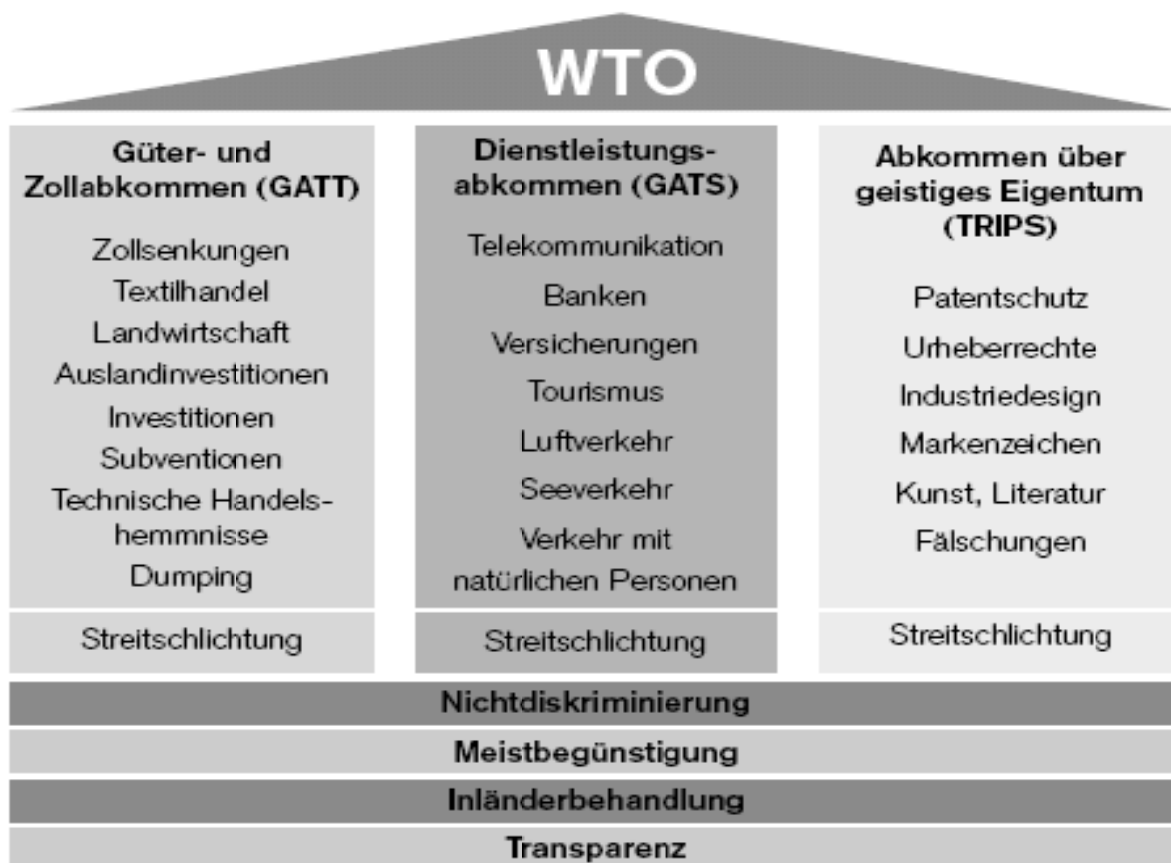 WTO
Güter- und
Zollabkommen (GATT)
Zollsenkungen
Textilhandel
Landwirtschaft
Auslandinvestitionen
Investitionen
Subventionen
Technische Handels-
hemmnisse
Dumping
Streitschlichtung
Dienstleistungs-
abkommen (GATS)
Telekommunikation
Banken
Versicherungen
Tourismus
Luftverkehr
Seeverkehr
Verkehr mit
natürlichen Personen
Streitschlichtung
Abkommen über
geistiges Eigentum
(TRIPS)
Patentschutz
Urheberrechte
Industriedesign
Markenzeichen
Kunst, Literatur
Fälschungen
Streitschlichtung
Nichtdiskriminierung
Meistbegünstigung
Inländerbehandlung
Transparenz